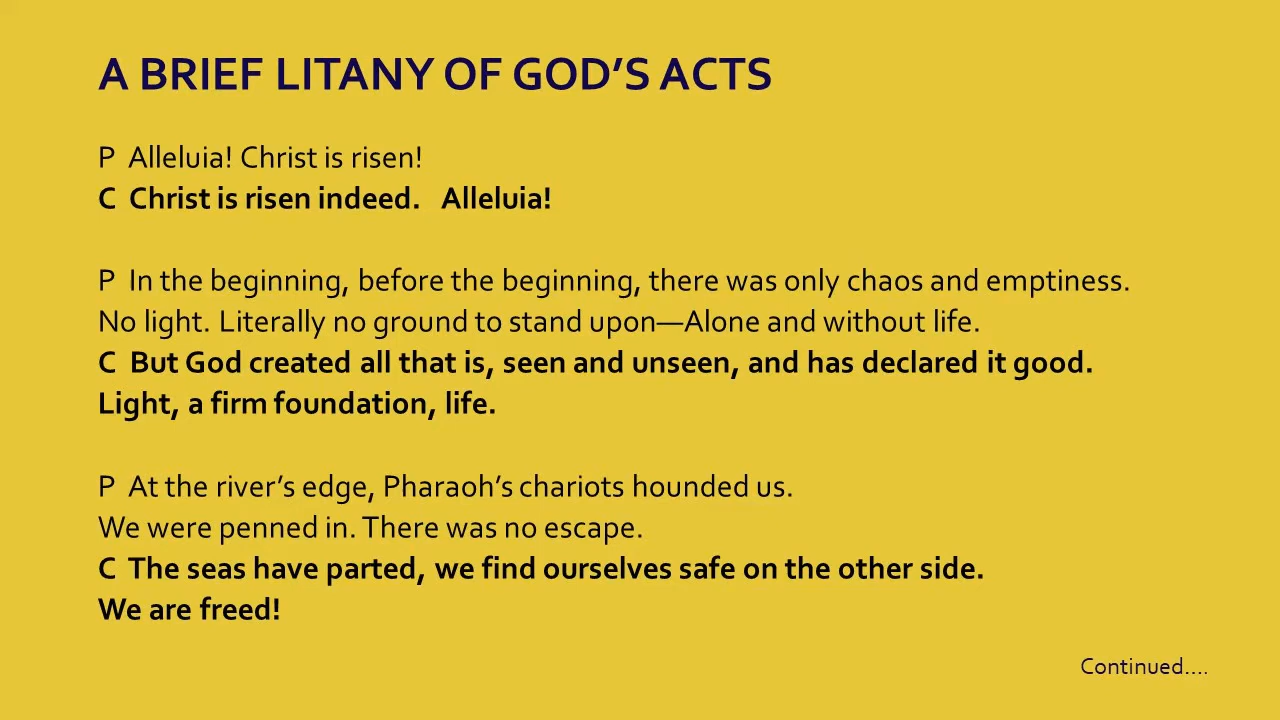 A BRIEF LITANY OF GOD’S ACTS
P Alleluia! Christ is risen!
C Christ is risen indeed. Alleluia!
P In the beginning, before the beginning, there was only chaos and emptiness.
No light. Literally no ground to stand upon—Alone and without life.
C But God created all that is, seen and unseen, and has declared it good.
Light, a firm foundation, life.
P At the river’s edge, Pharaoh’s chariots hounded us.
We were penned in. There was no escape.
C The seas have parted, we find ourselves safe on the other side.
We are freed!
Continued....